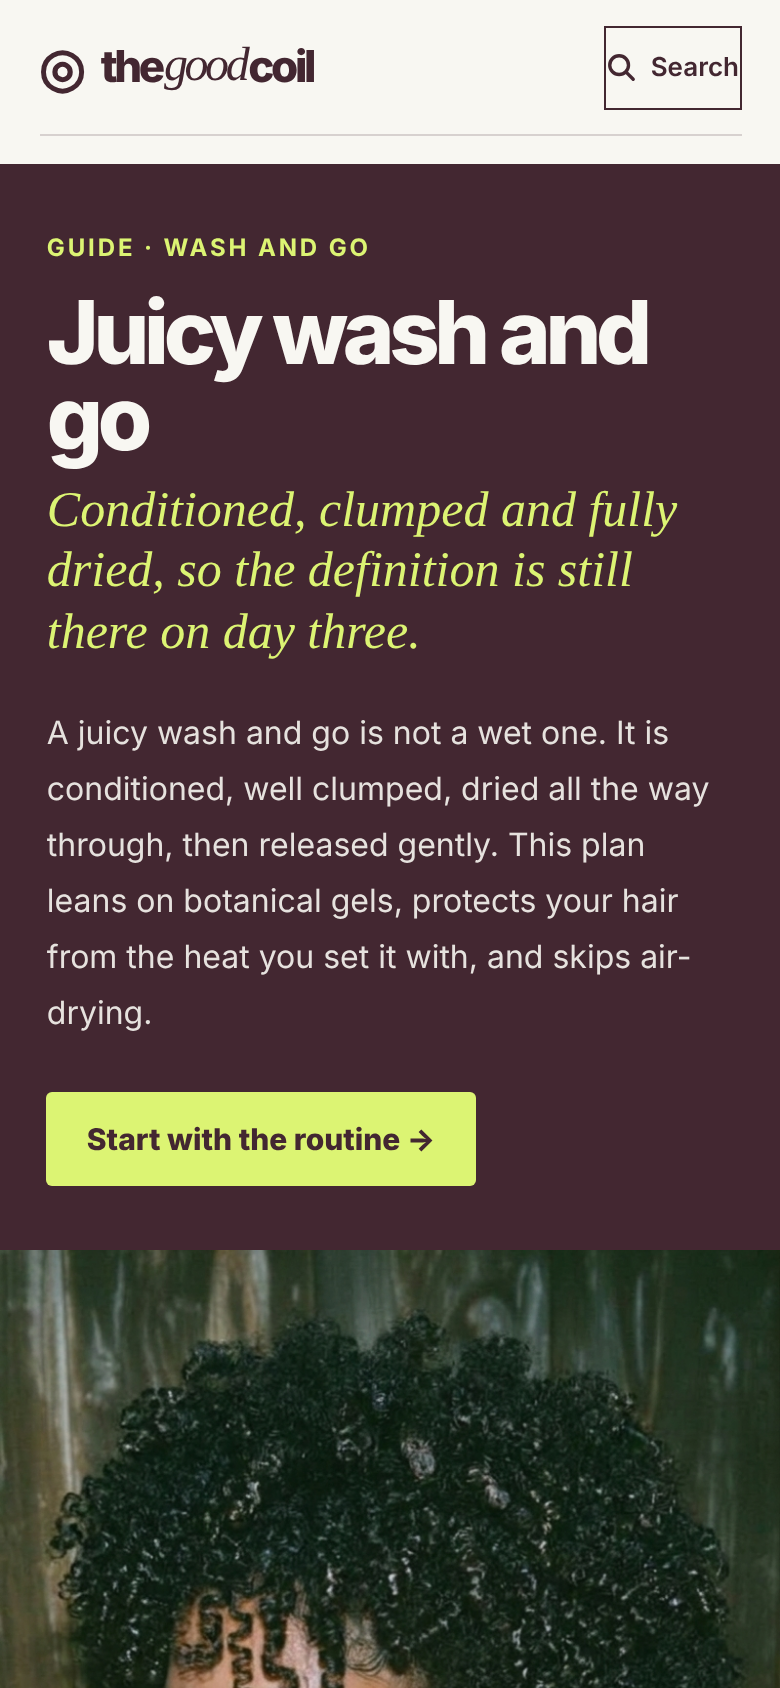 thegoodcoil
Search
GUIDE · WASH AND GO
Juicy wash and
go
Conditioned, clumped and fully
dried, so the definition is still
there on day three.
A juicy wash and go is not a wet one. It is
conditioned, well clumped, dried all the way
through, then released gently. This plan
leans on botanical gels, protects your hair
from the heat you set it with, and skips air-
drying.
Start with the routine →